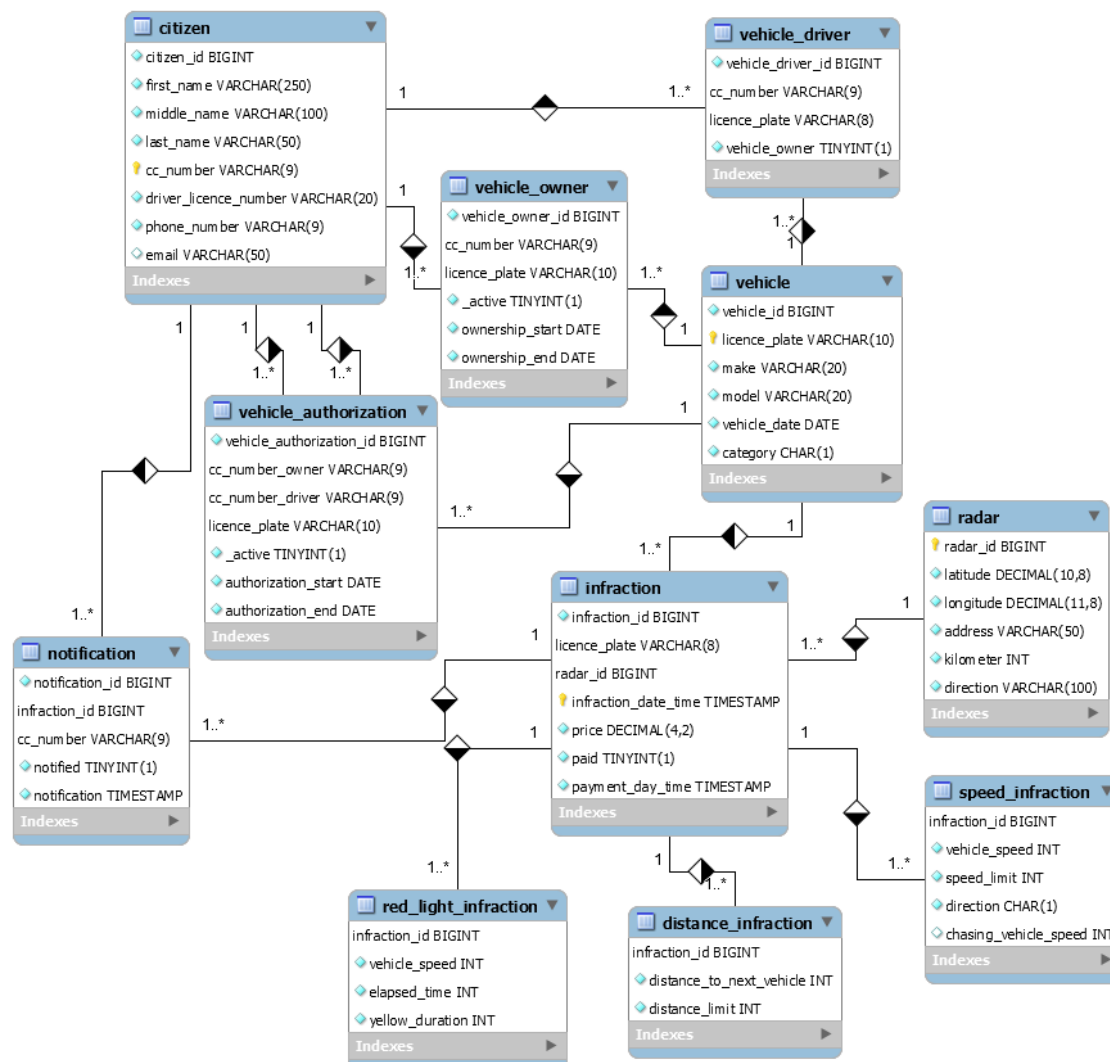 citizen
citizen_id BIGINT
first_name VARCHAR(250)
middle_name VARCHAR(100)
last_name VARCHAR(50)
cc_number VARCHAR(9)
driver_licence_number VARCHAR(20)
phone_number VARCHAR(9)
email VARCHAR(50)
Indexes
1
1..*
vehicle_driver
vehicle_driver_id BIGINT
cc_number VARCHAR(9)
licence_plate VARCHAR(8)
vehicle_owner TINYINT(1)
Indexes
1
1..*
vehicle_owner
vehicle_owner_id BIGINT
cc_number VARCHAR(9)
licence_plate VARCHAR(10)
_active TINYINT(1)
ownership_start DATE
ownership_end DATE
Indexes
1..*
1
1..*
1
vehicle
vehicle_id BIGINT
licence_plate VARCHAR(10)
make VARCHAR(20)
model VARCHAR(20)
vehicle_date DATE
category CHAR(1)
Indexes
1
1
1
1..*
1..*
vehicle_authorization
vehicle_authorization_id BIGINT
cc_number_owner VARCHAR(9)
cc_number_driver VARCHAR(9)
licence_plate VARCHAR(10)
_active TINYINT(1)
authorization_start DATE
authorization_end DATE
Indexes
1
1..*
1
1..*
radar
radar_id BIGINT
latitude DECIMAL(10,8)
longitude DECIMAL(11,8)
address VARCHAR(50)
kilometer INT
direction VARCHAR(100)
infraction
infraction_id BIGINT
licence_plate VARCHAR(8)
radar_id BIGINT
infraction_date_time TIMESTAMP
price DECIMAL(4,2)
paid TINYINT(1)
payment_day_time TIMESTAMP
Indexes
1
1..*
1..*
notification
notification_id BIGINT
infraction_id BIGINT
cc_number VARCHAR(9)
notified TINYINT(1)
notification TIMESTAMP
Indexes
1
1..*
1
1
speed_infraction
infraction_id BIGINT
vehicle_speed INT
speed_limit INT
direction CHAR(1)
chasing_vehicle_speed INT
Indexes
1..*
1..*
1
1..*
red_light_infraction
infraction_id BIGINT
vehicle_speed INT
elapsed_time INT
yellow_duration INT
Indexes
distance_infraction
infraction_id BIGINT
distance_to_next_vehicle INT
distance_limit INT
Indexes